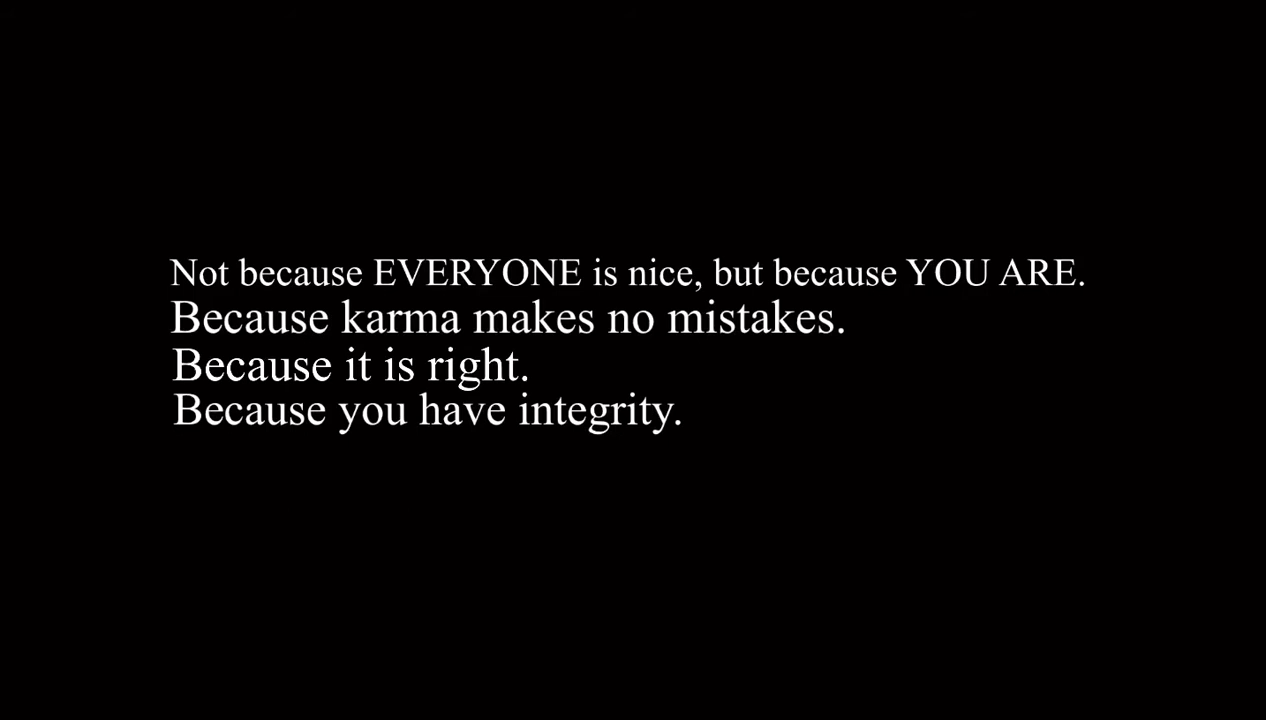 Not because EVERYONE is nice, but because YOU ARE.
Because karma makes no mistakes.
Because it is right.
Because you have integrity.